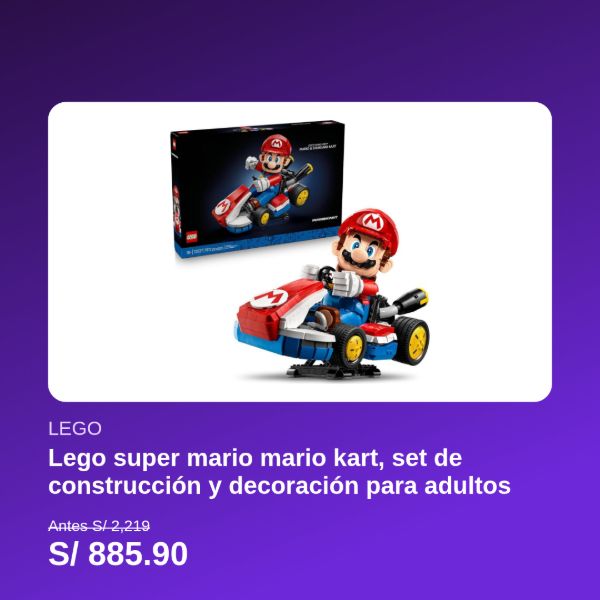 LEGO
Lego super mario mario kart, set de
construcción y decoración para adultos
Antes S/ 2,219
S/ 885.90